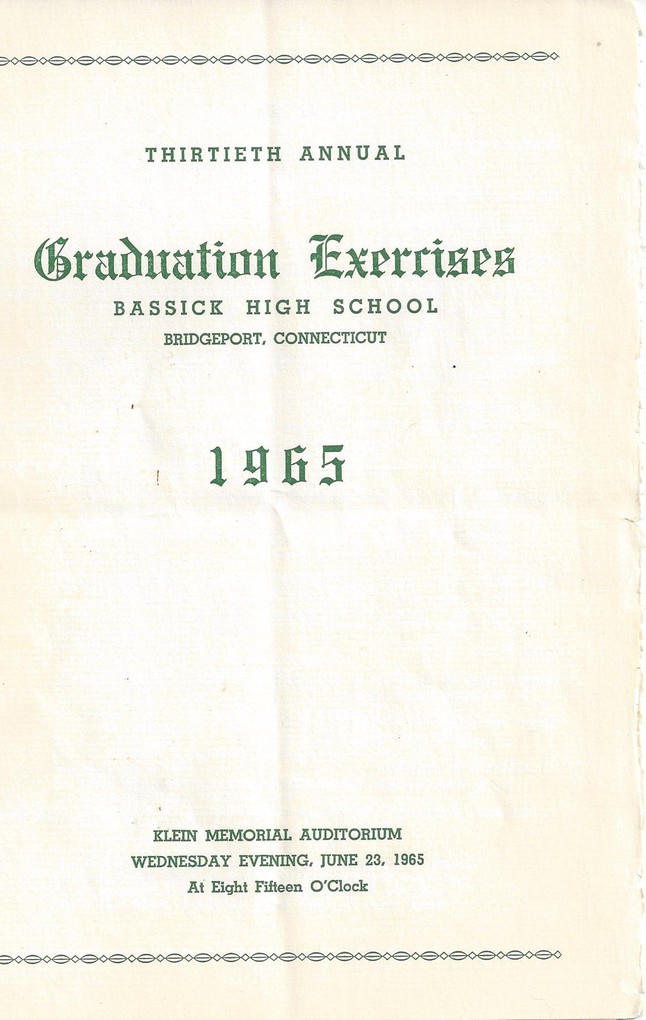 THIRTIETH ANNUAL
Graduation Exercises
BASSICK HIGH SCHOOL
BRIDGEPORT, CONNECTICUT
1965
KLEIN MEMORIAL AUDITORIUM
WEDNESDAY EVENING, JUNE 23, 1965
At Eight Fifteen O'Clock